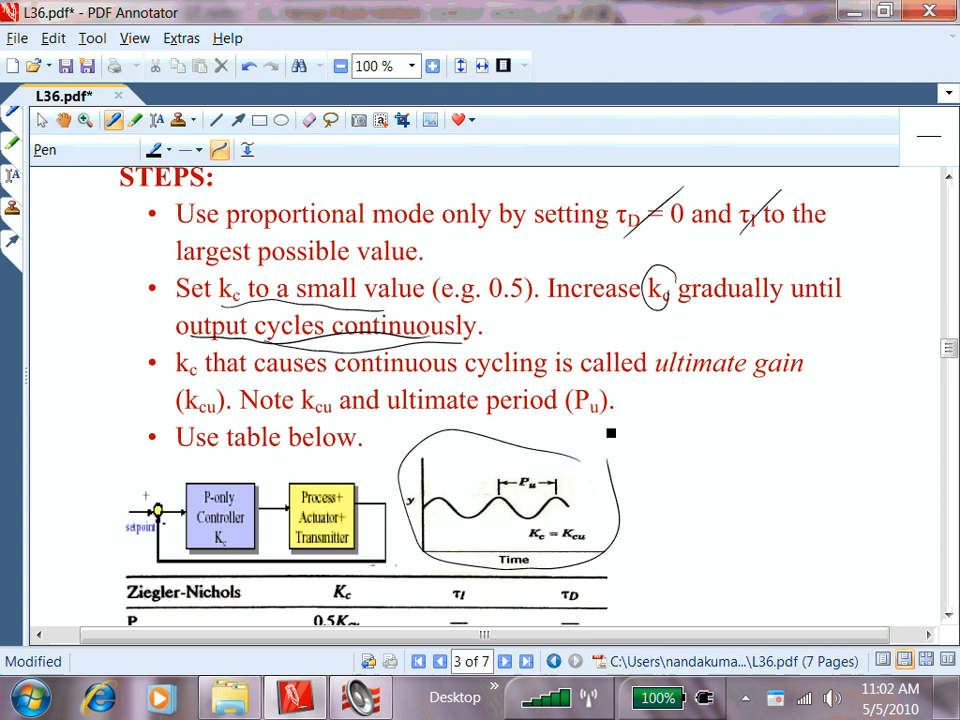 L36.pdf* - PDF Annotator
File Edit Tool View Extras Help
100 %
L36.pdf*
Pen
STEPS:
• Use proportional mode only by setting τD = 0 and τI to the
largest possible value.
• Set kc to a small value (e.g. 0.5). Increase kc gradually until
output cycles continuously.
• kc that causes continuous cycling is called ultimate gain
(kcu). Note kcu and ultimate period (Pu).
• Use table below.
+
setpoint
-
P-only
Controller
Kc
Process+
Actuator+
Transmitter
y
Pu
Kc = Kcu
Time
Ziegler-Nichols Kc τI τD
P 0.5Kcu — —
Modified
3 of 7
C:\Users\nandakuma...\L36.pdf (7 Pages)
Desktop
100%
11:02 AM
5/5/2010